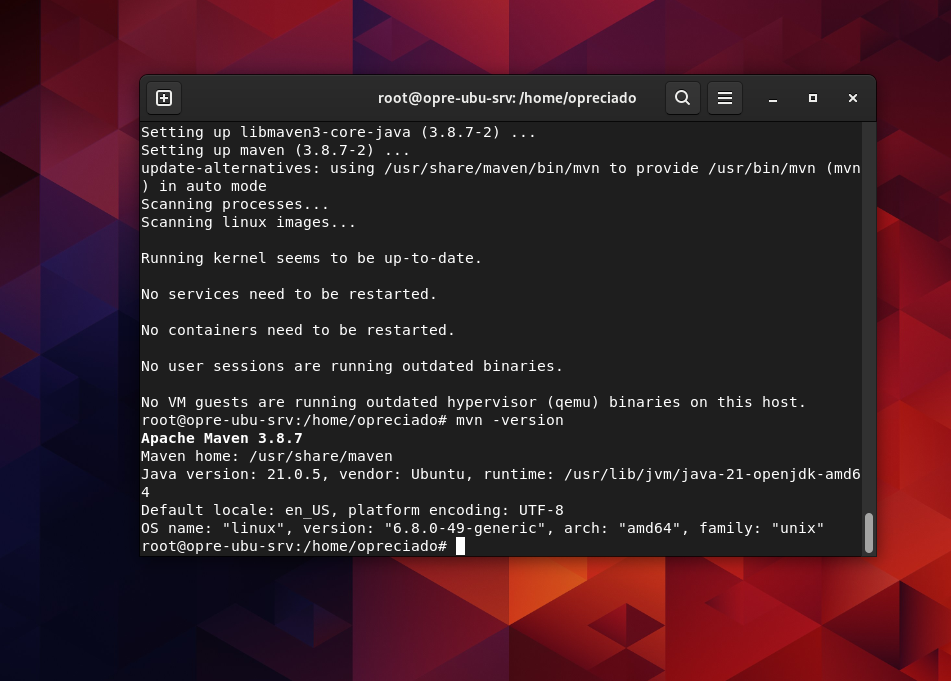 root@opre-ubu-srv: /home/opreciado
Setting up libmaven3-core-java (3.8.7-2) ...
Setting up maven (3.8.7-2) ...
update-alternatives: using /usr/share/maven/bin/mvn to provide /usr/bin/mvn (mvn
) in auto mode
Scanning processes...
Scanning linux images...
Running kernel seems to be up-to-date.
No services need to be restarted.
No containers need to be restarted.
No user sessions are running outdated binaries.
No VM guests are running outdated hypervisor (qemu) binaries on this host.
root@opre-ubu-srv:/home/opreciado# mvn -version
Apache Maven 3.8.7
Maven home: /usr/share/maven
Java version: 21.0.5, vendor: Ubuntu, runtime: /usr/lib/jvm/java-21-openjdk-amd6
4
Default locale: en_US, platform encoding: UTF-8
OS name: "linux", version: "6.8.0-49-generic", arch: "amd64", family: "unix"
root@opre-ubu-srv:/home/opreciado#